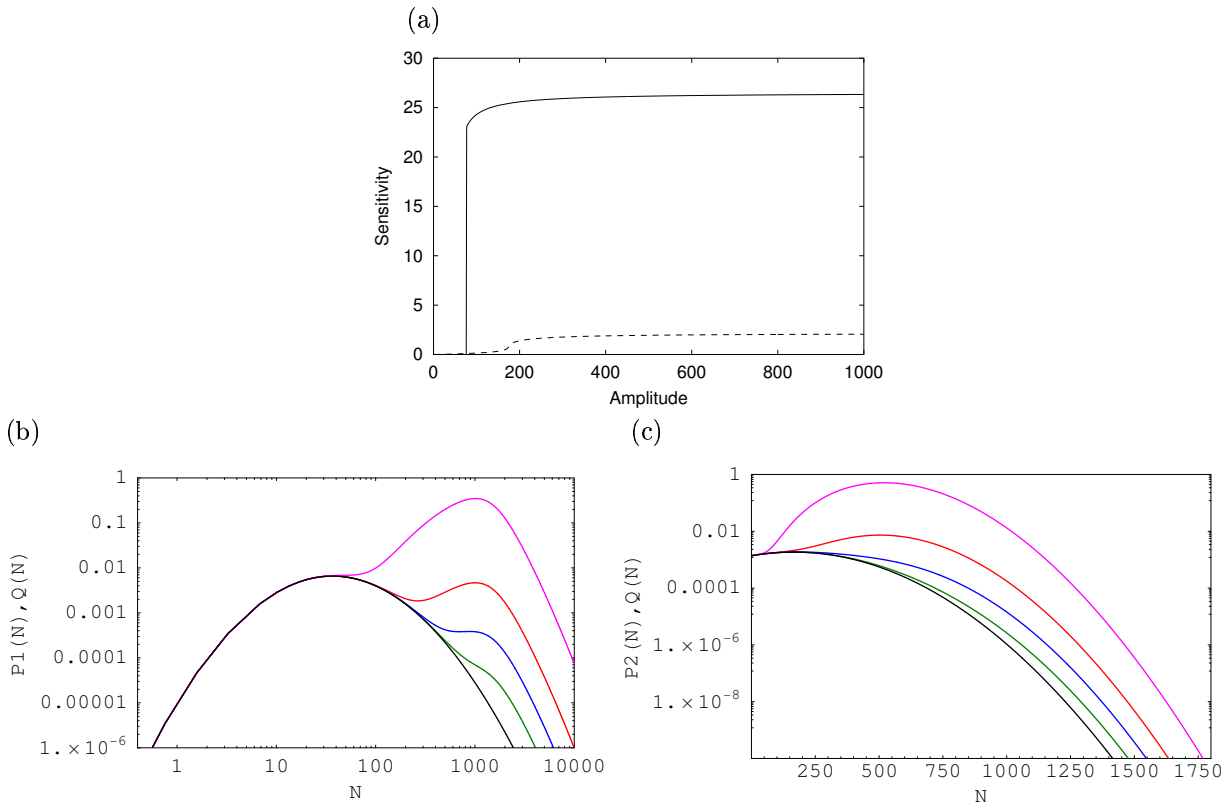 (a)
30
25
20
15
10
5
0
Sensitivity
0 200 400 600 800 1000
Amplitude
(b)
1
0.1
0.01
0.001
0.0001
0.00001
1.×10⁻⁶
P1(N),Q(N)
1 10 100 1000 10000
N
(c)
1
0.01
0.0001
1.×10⁻⁶
1.×10⁻⁸
P2(N),Q(N)
250 500 750 1000 1250 1500 1750
N